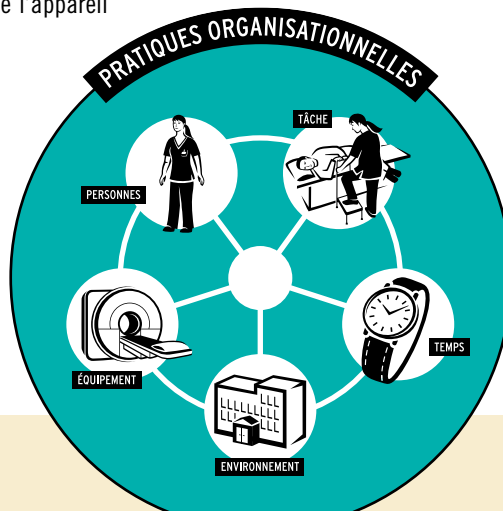 e l'appareil
PRATIQUES ORGANISATIONNELLES
TÂCHE
PERSONNES
TEMPS
ÉQUIPEMENT
ENVIRONNEMENT